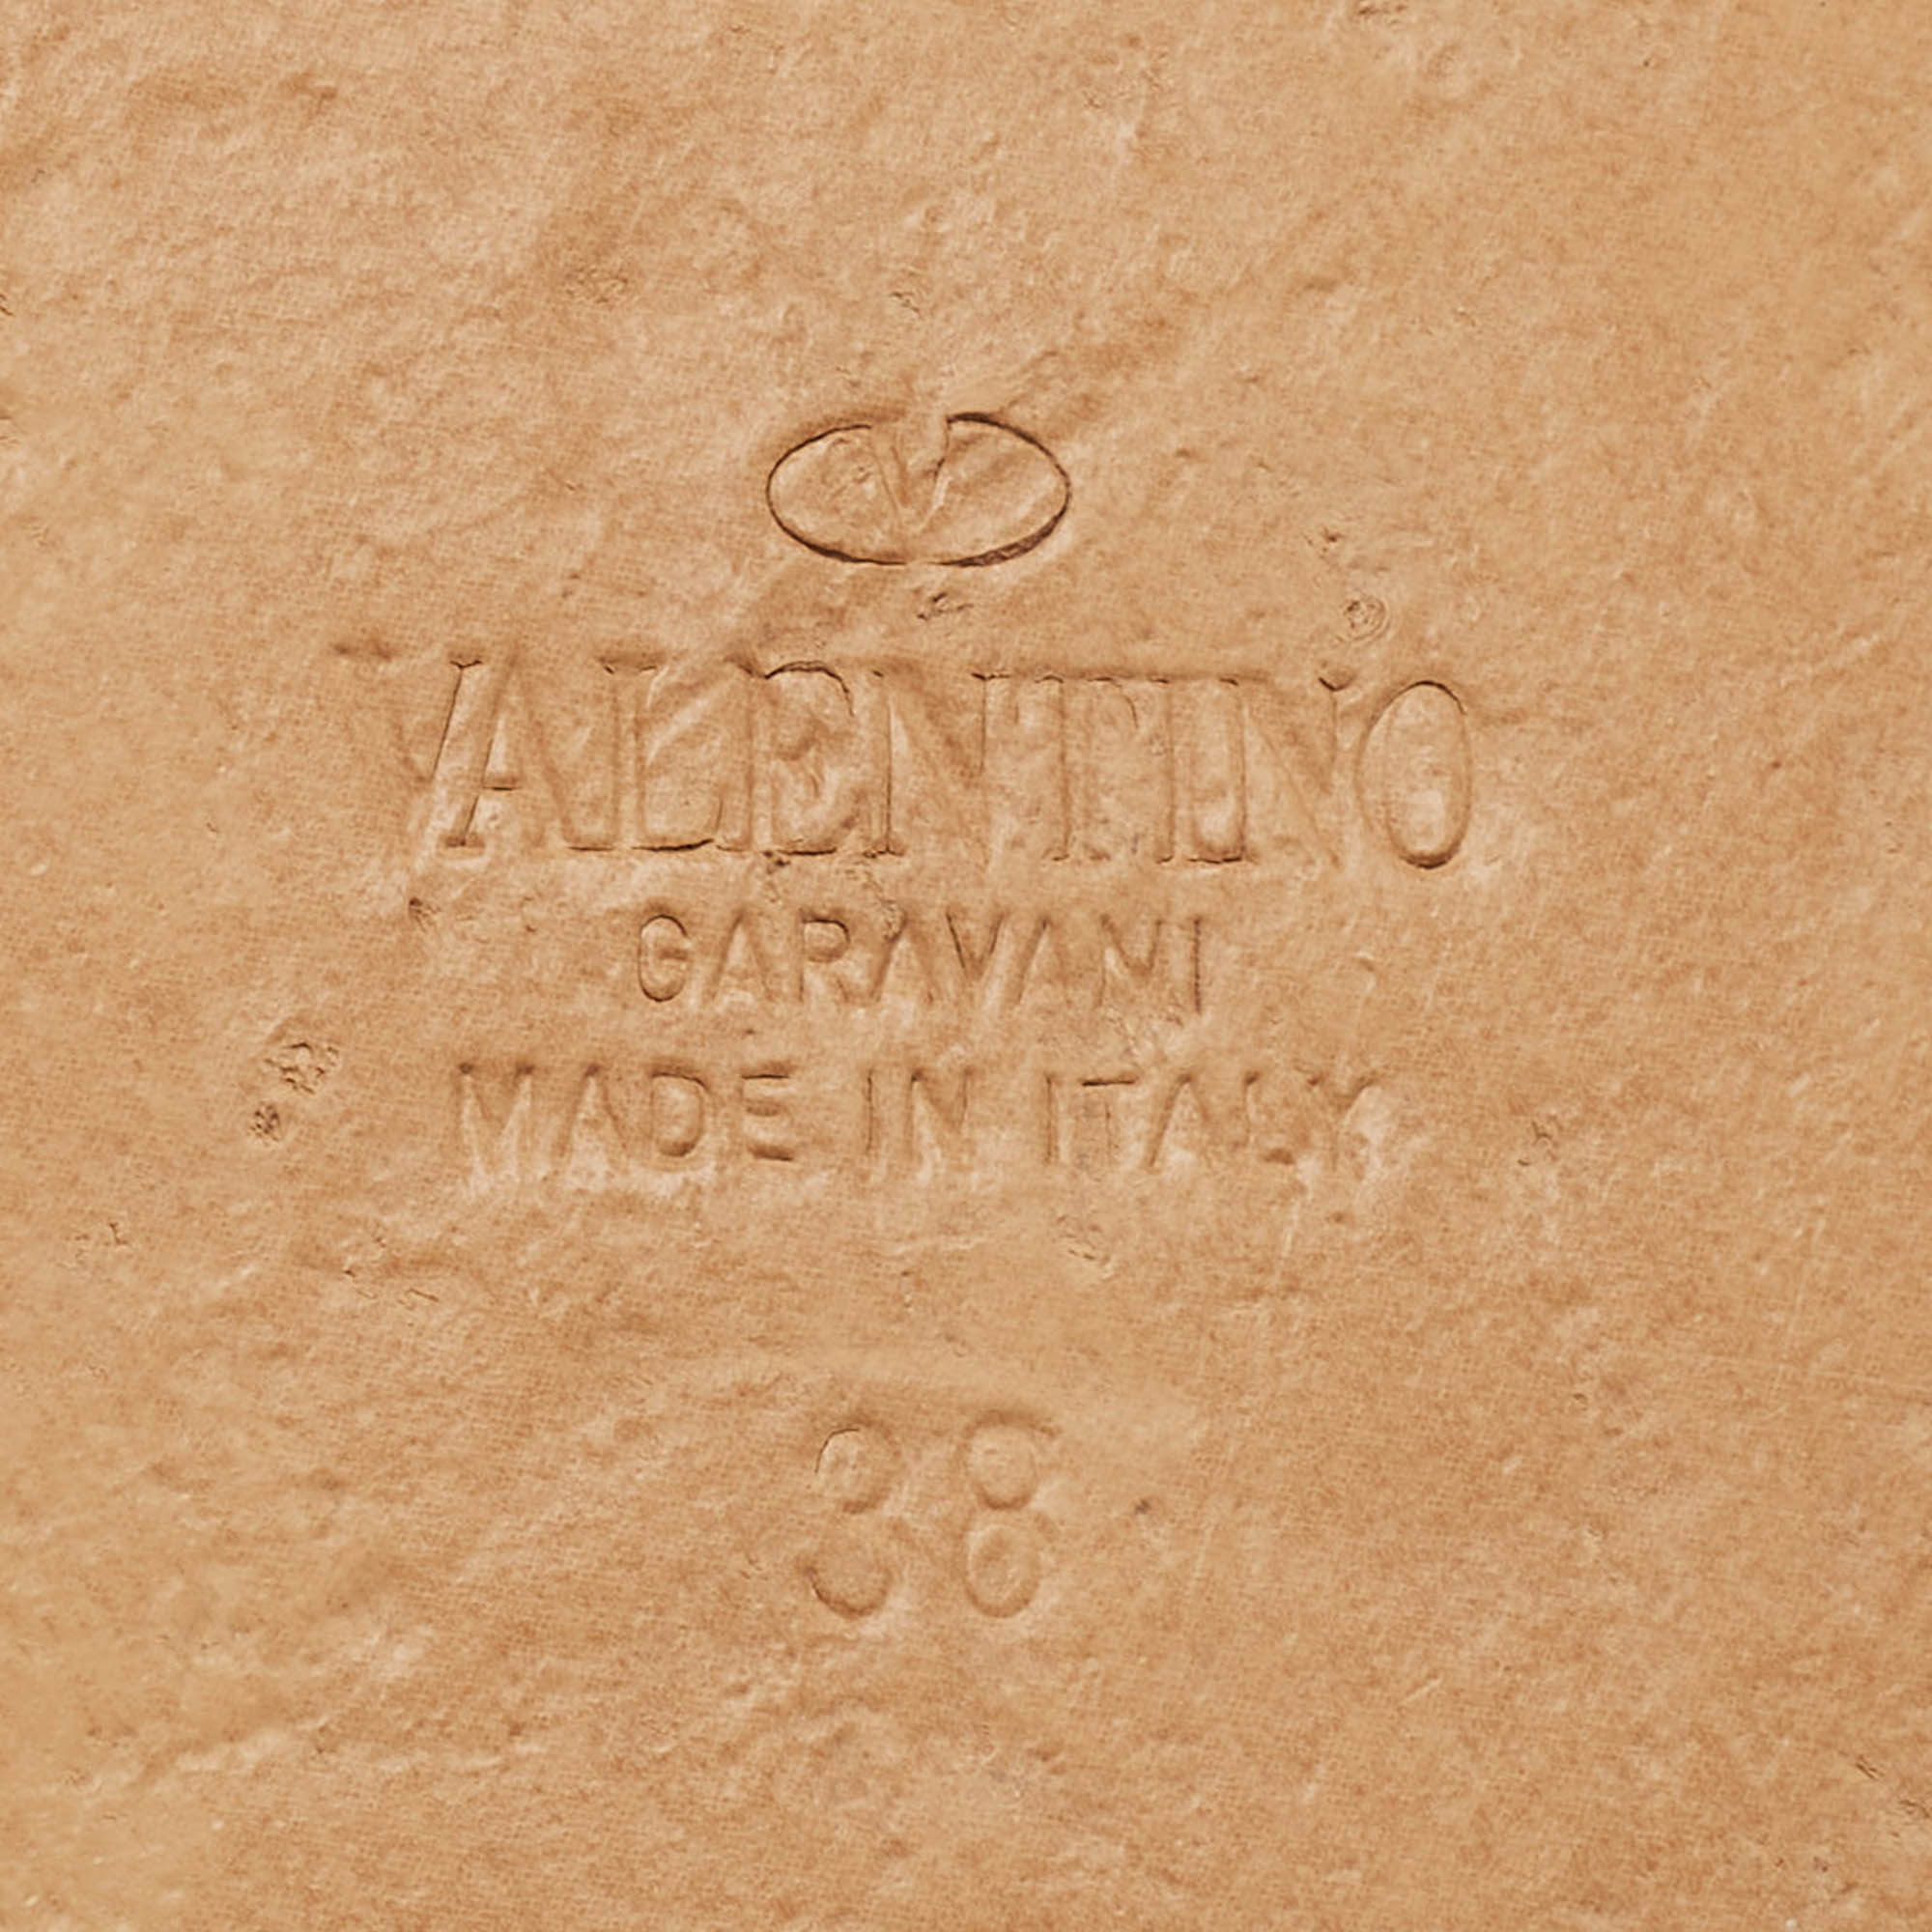 V
VALENTINO
GARAVANI
MADE IN ITALY
38